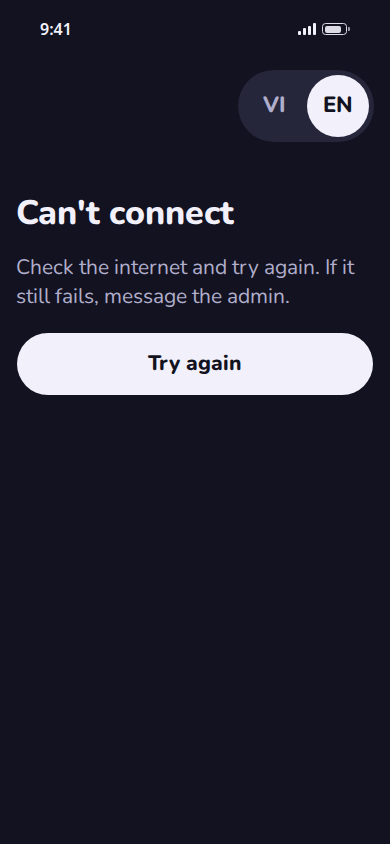 9:41
VI EN
Can't connect
Check the internet and try again. If it
still fails, message the admin.
Try again